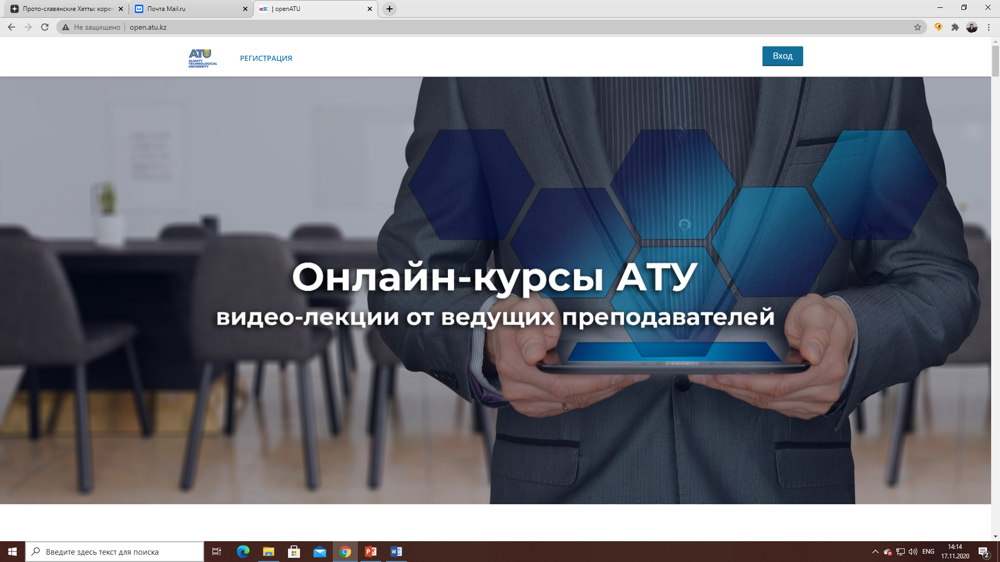 Прото-славянские Хетты: корен
Почта Mail.ru
edX | openATU
Не защищено | open.atu.kz
ATU
ALMATY
TECHNOLOGICAL
UNIVERSITY
РЕГИСТРАЦИЯ
Вход
Онлайн-курсы АТУ
видео-лекции от ведущих преподавателей
Введите здесь текст для поиска
ENG
14:14
17.11.2020
2